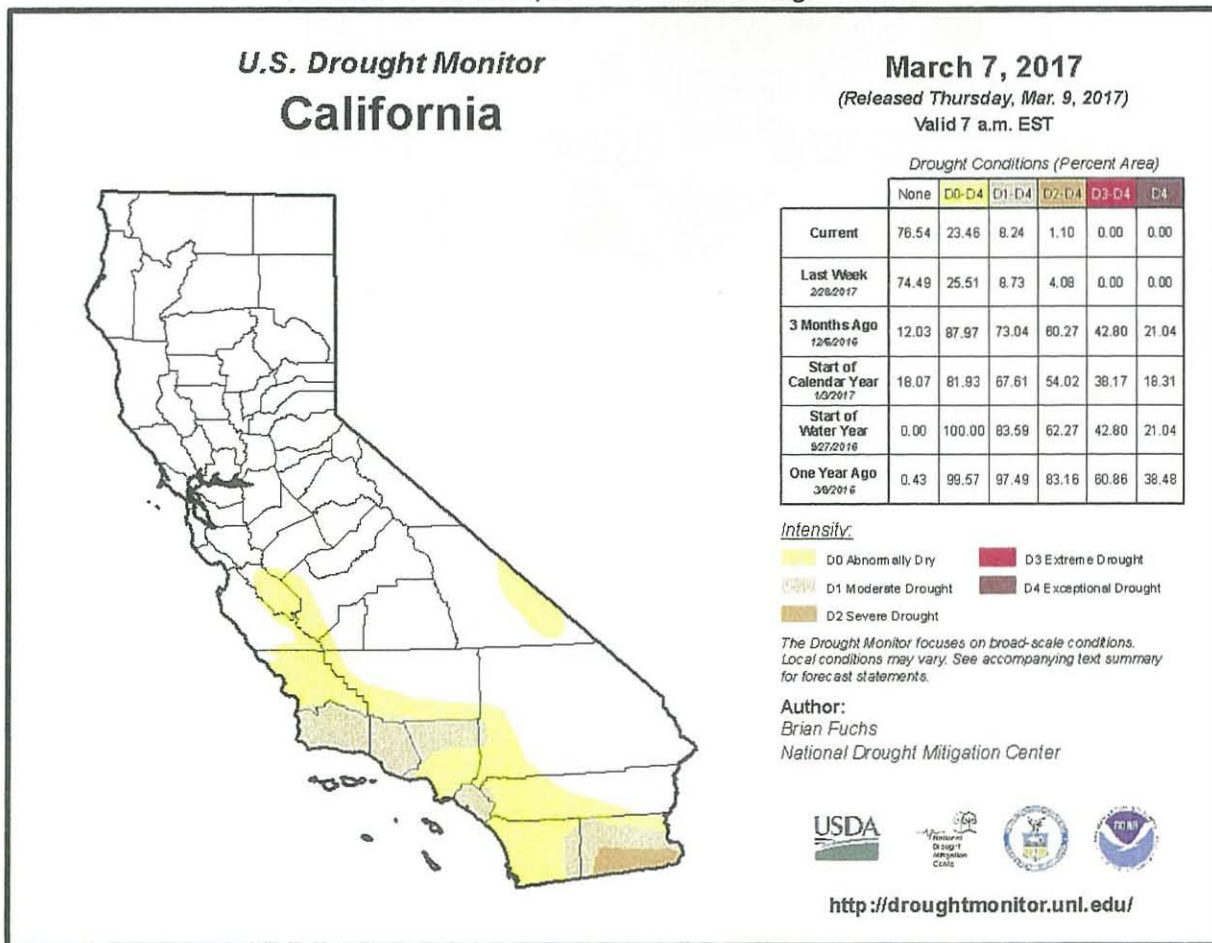 U.S. Drought Monitor
California
March 7, 2017
(Released Thursday, Mar. 9, 2017)
Valid 7 a.m. EST
Drought Conditions (Percent Area)
None D0-D4 D1-D4 D2-D4 D3-D4 D4
Current 76.54 23.46 8.24 1.10 0.00 0.00
Last Week 2/28/2017 74.49 25.51 8.73 4.08 0.00 0.00
3 Months Ago 12/6/2016 12.03 87.97 73.04 60.27 42.80 21.04
Start of Calendar Year 1/3/2017 18.07 81.93 67.61 54.02 38.17 18.31
Start of Water Year 9/27/2016 0.00 100.00 83.59 62.27 42.80 21.04
One Year Ago 3/8/2016 0.43 99.57 97.49 83.16 60.86 38.48
Intensity:
D0 Abnormally Dry
D1 Moderate Drought
D2 Severe Drought
D3 Extreme Drought
D4 Exceptional Drought
The Drought Monitor focuses on broad-scale conditions.
Local conditions may vary. See accompanying text summary
for forecast statements.
Author:
Brian Fuchs
National Drought Mitigation Center
USDA
National
Drought
Mitigation
Center
NOAA
http://droughtmonitor.unl.edu/